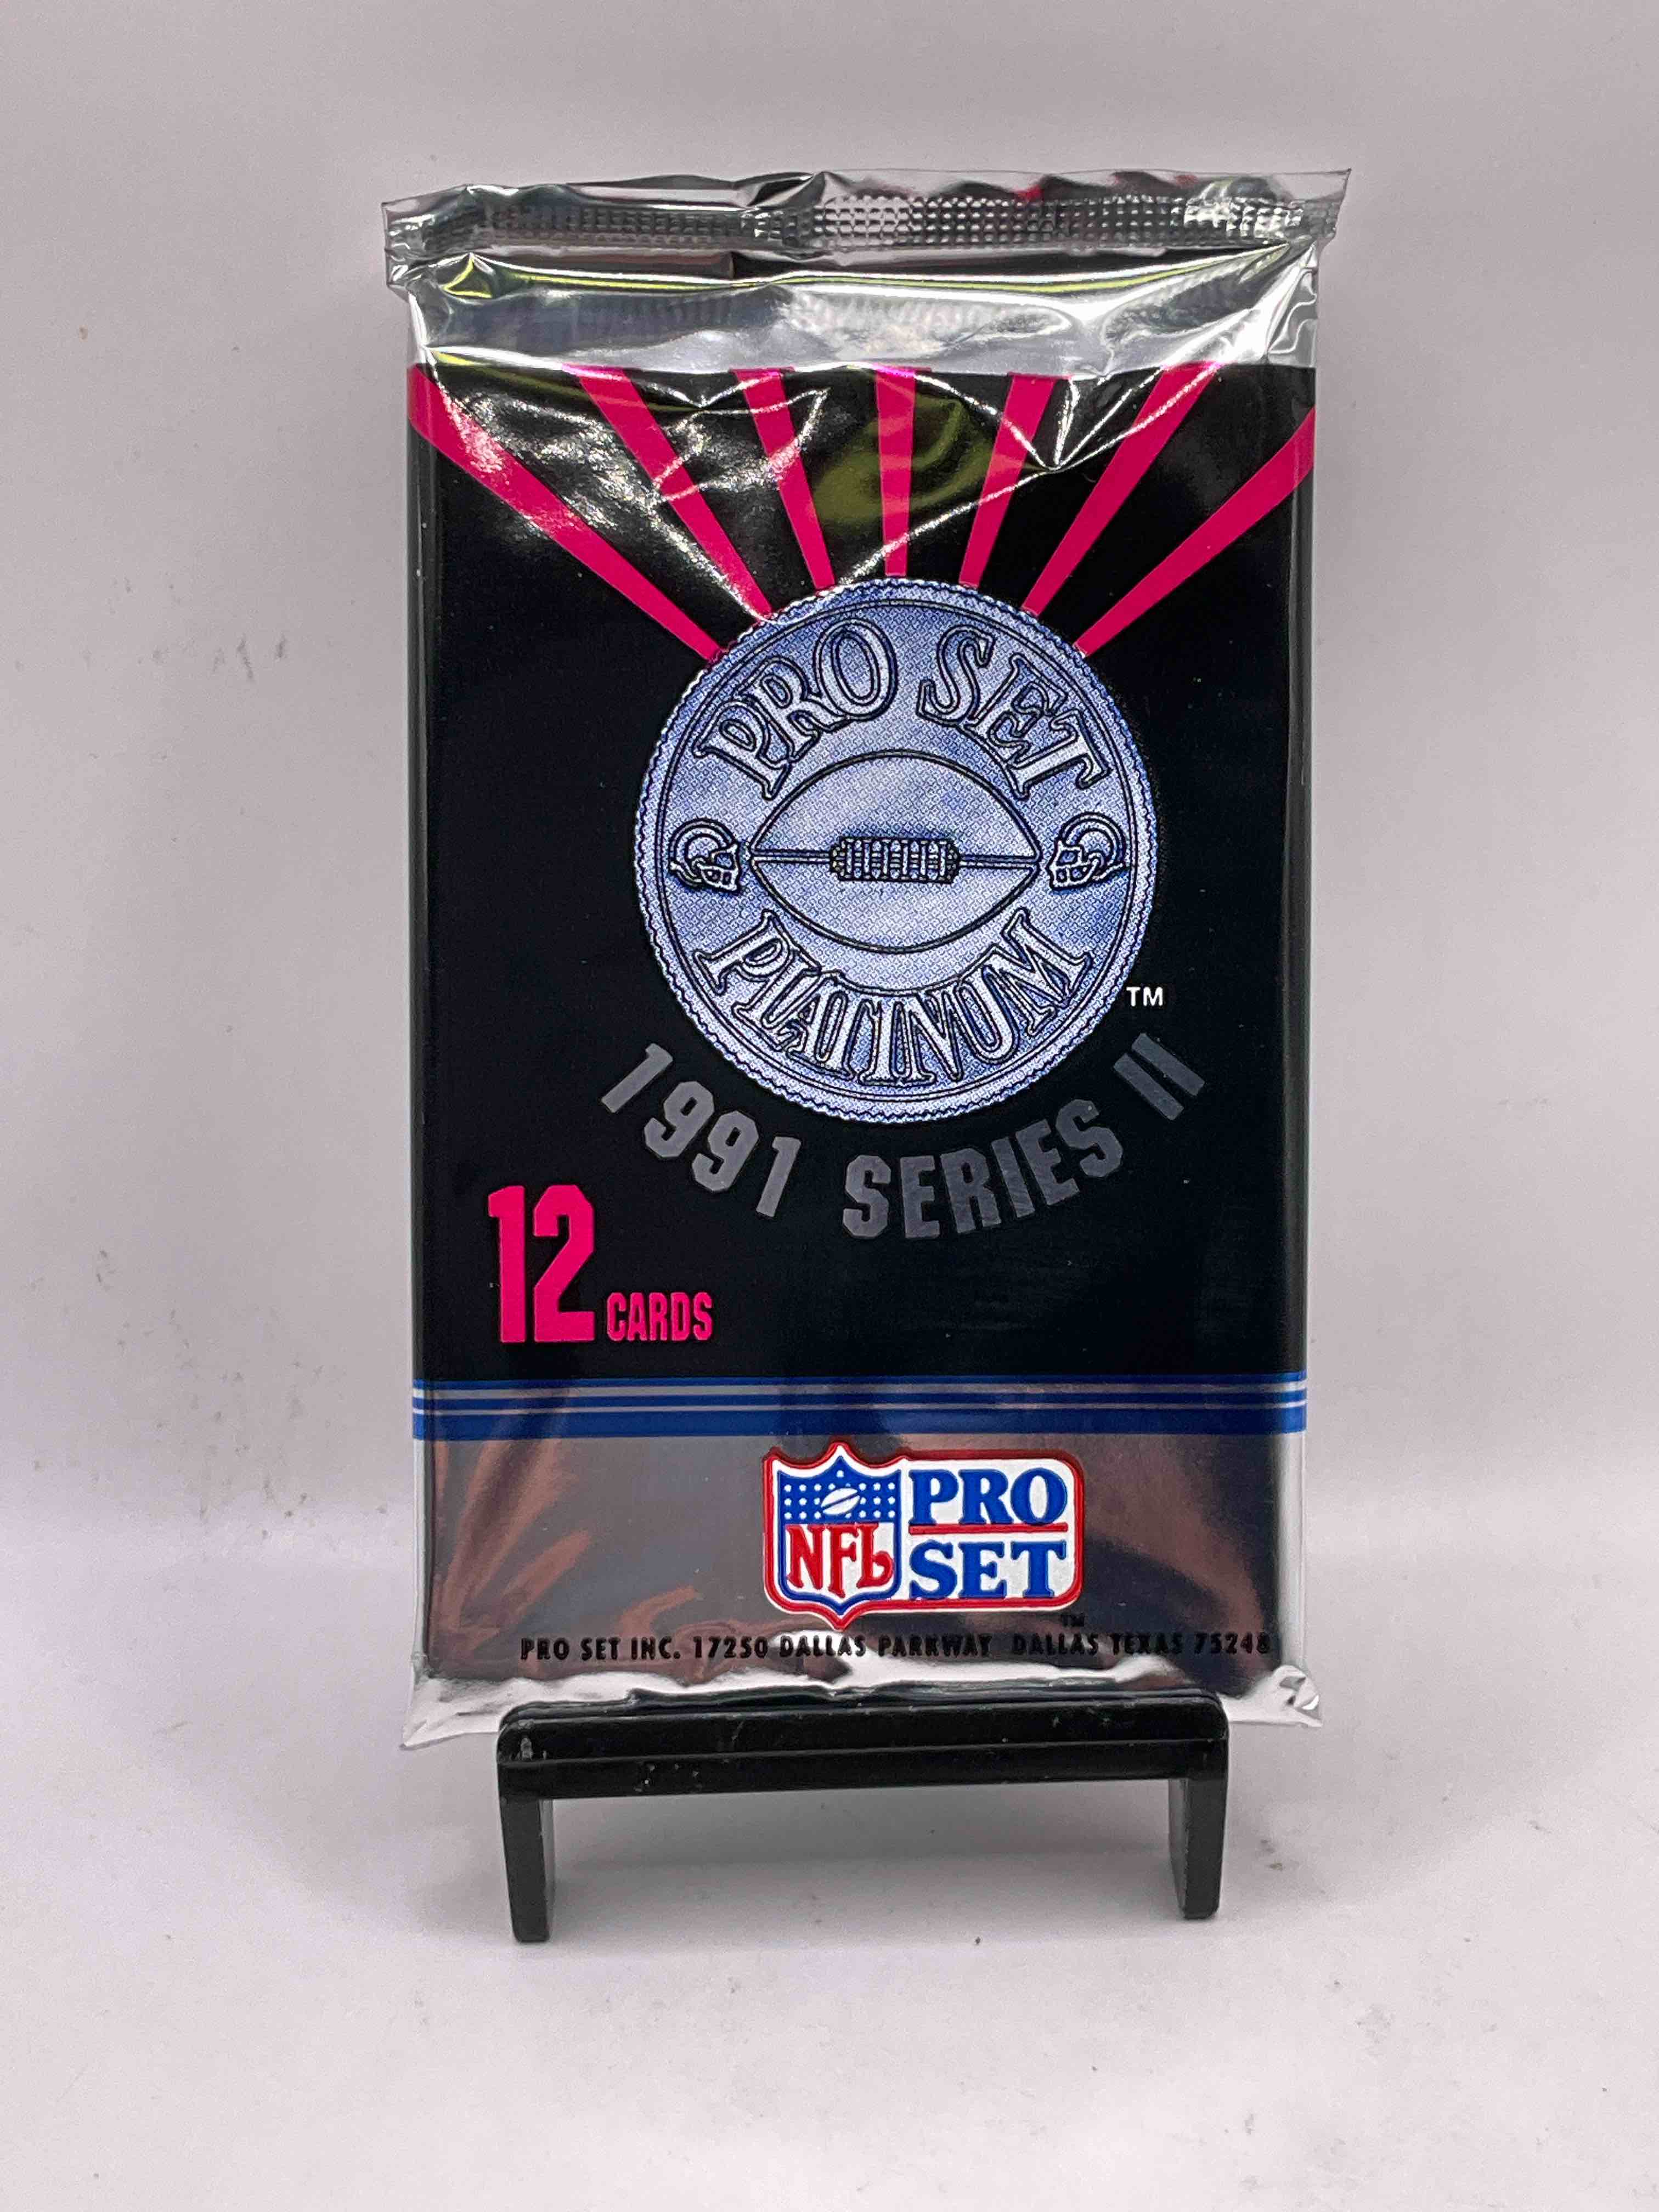 PRO SET
PLATINUM
TM
1991 SERIES II
12 CARDS
NFL
PRO
SET
TM
PRO SET INC. 17250 DALLAS PARKWAY DALLAS TEXAS 75248